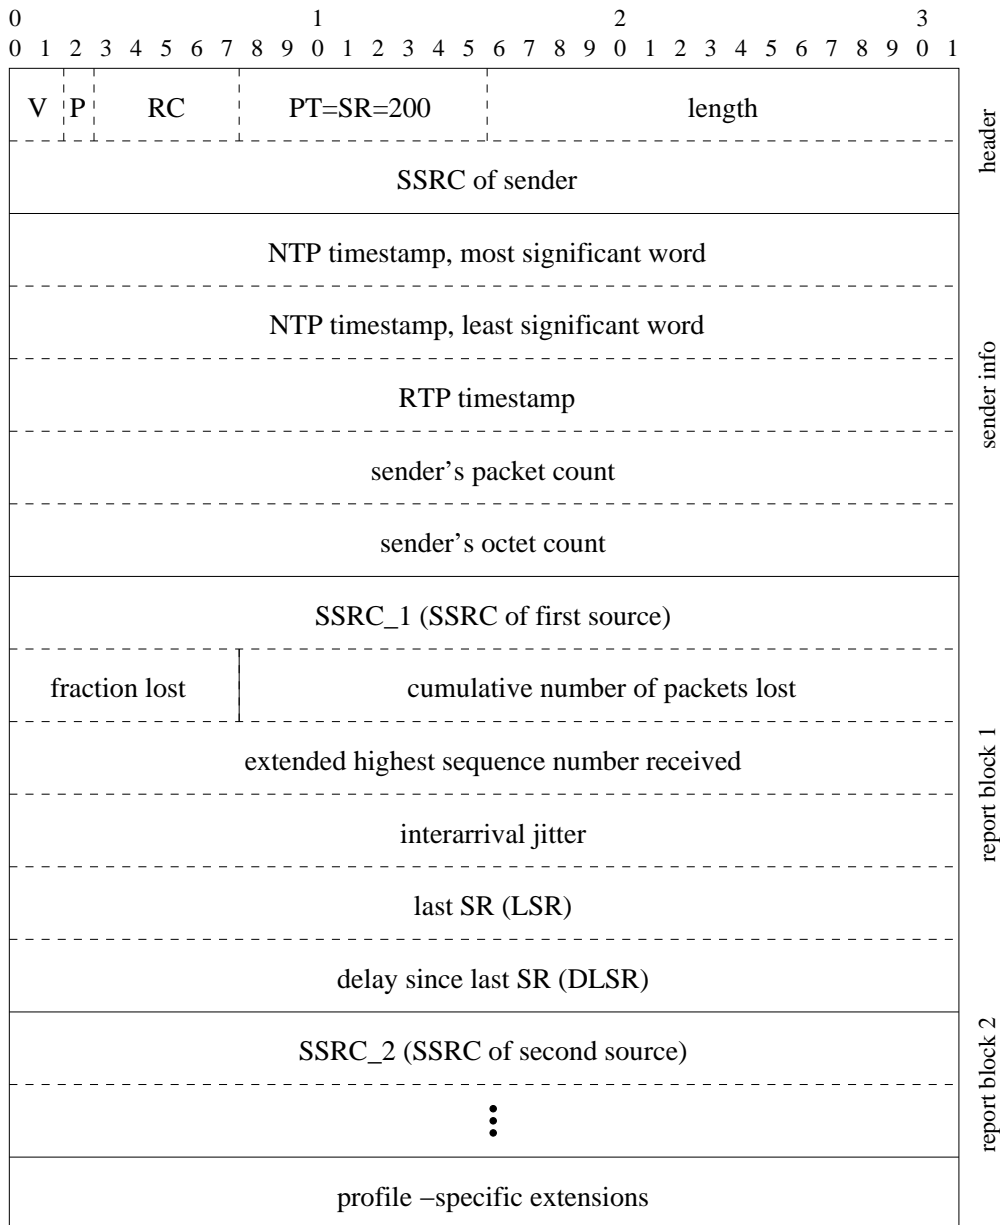 0 1 2 3
0 1 2 3 4 5 6 7 8 9 0 1 2 3 4 5 6 7 8 9 0 1 2 3 4 5 6 7 8 9 0 1
V P RC PT=SR=200 length
header
SSRC of sender
NTP timestamp, most significant word
NTP timestamp, least significant word
sender info
RTP timestamp
sender’s packet count
sender’s octet count
SSRC_1 (SSRC of first source)
fraction lost cumulative number of packets lost
extended highest sequence number received
report block 1
interarrival jitter
last SR (LSR)
delay since last SR (DLSR)
SSRC_2 (SSRC of second source)
report block 2
profile –specific extensions